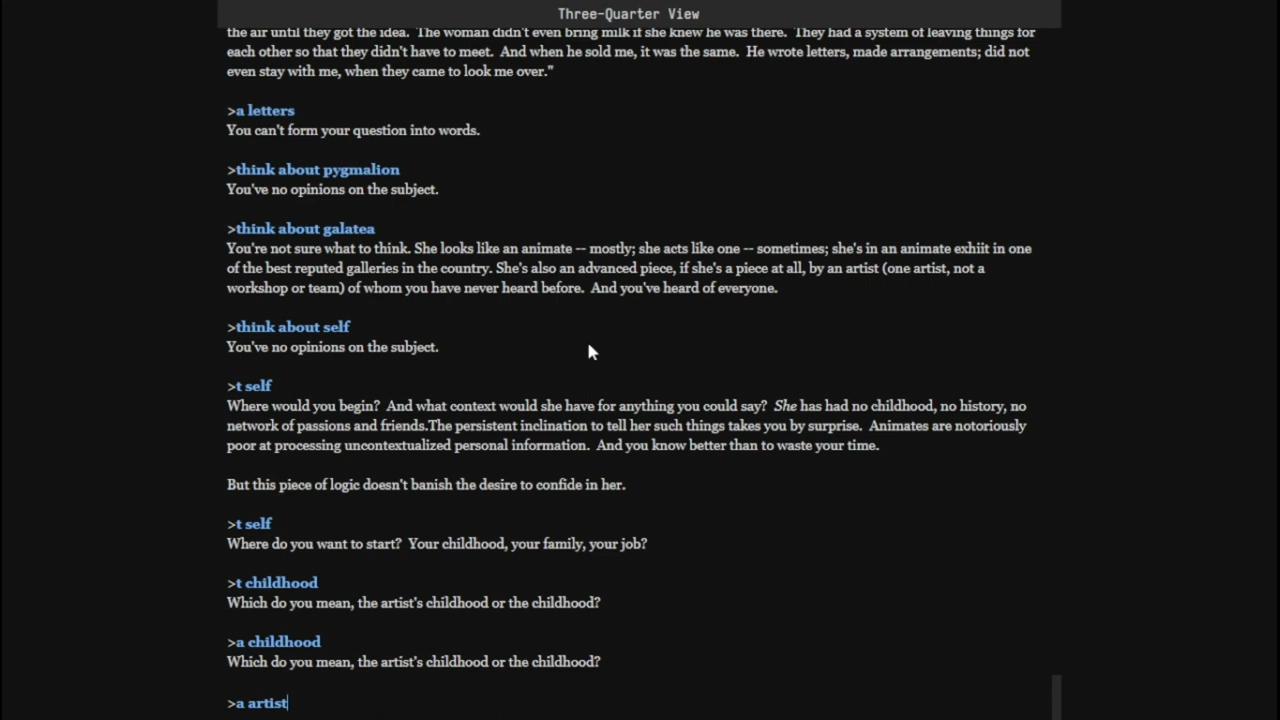 Three-Quarter View
the air until they got the idea.  The woman didn't even bring milk if she knew he was there.  They had a system of leaving things for
each other so that they didn't have to meet.  And when he sold me, it was the same.  He wrote letters, made arrangements; did not
even stay with me, when they came to look me over."
>a letters
You can't form your question into words.
>think about pygmalion
You've no opinions on the subject.
>think about galatea
You're not sure what to think. She looks like an animate -- mostly; she acts like one -- sometimes; she's in an animate exhiit in one
of the best reputed galleries in the country. She's also an advanced piece, if she's a piece at all, by an artist (one artist, not a
workshop or team) of whom you have never heard before.  And you've heard of everyone.
>think about self
You've no opinions on the subject.
>t self
Where would you begin?  And what context would she have for anything you could say?  She has had no childhood, no history, no
network of passions and friends.The persistent inclination to tell her such things takes you by surprise.  Animates are notoriously
poor at processing uncontextualized personal information.  And you know better than to waste your time.
But this piece of logic doesn't banish the desire to confide in her.
>t self
Where do you want to start?  Your childhood, your family, your job?
>t childhood
Which do you mean, the artist's childhood or the childhood?
>a childhood
Which do you mean, the artist's childhood or the childhood?
>a artist